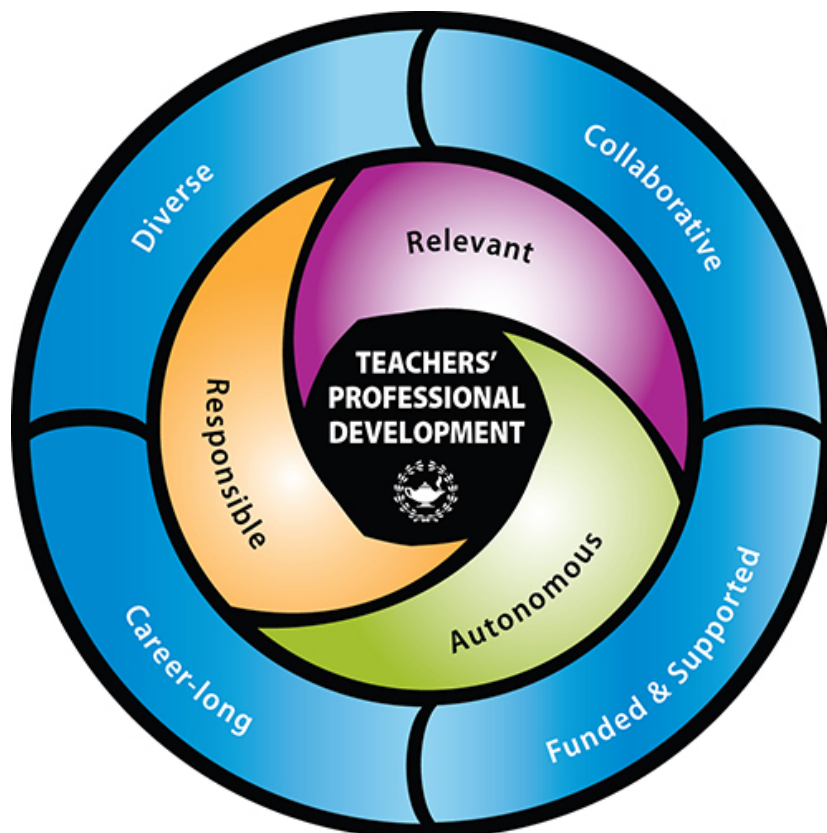 Diverse
Collaborative
Relevant
TEACHERS’
PROFESSIONAL
DEVELOPMENT
Responsible
Autonomous
Career-long
Funded & Supported